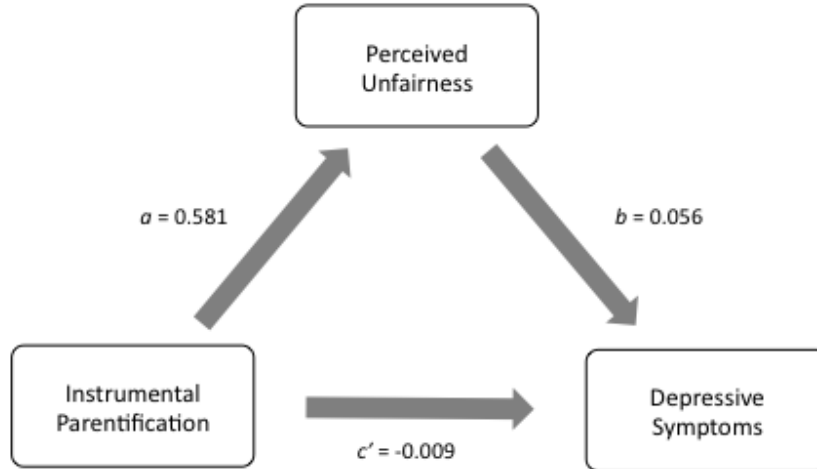 Perceived
Unfairness
a = 0.581
b = 0.056
Instrumental
Parentification
Depressive
Symptoms
c’ = -0.009